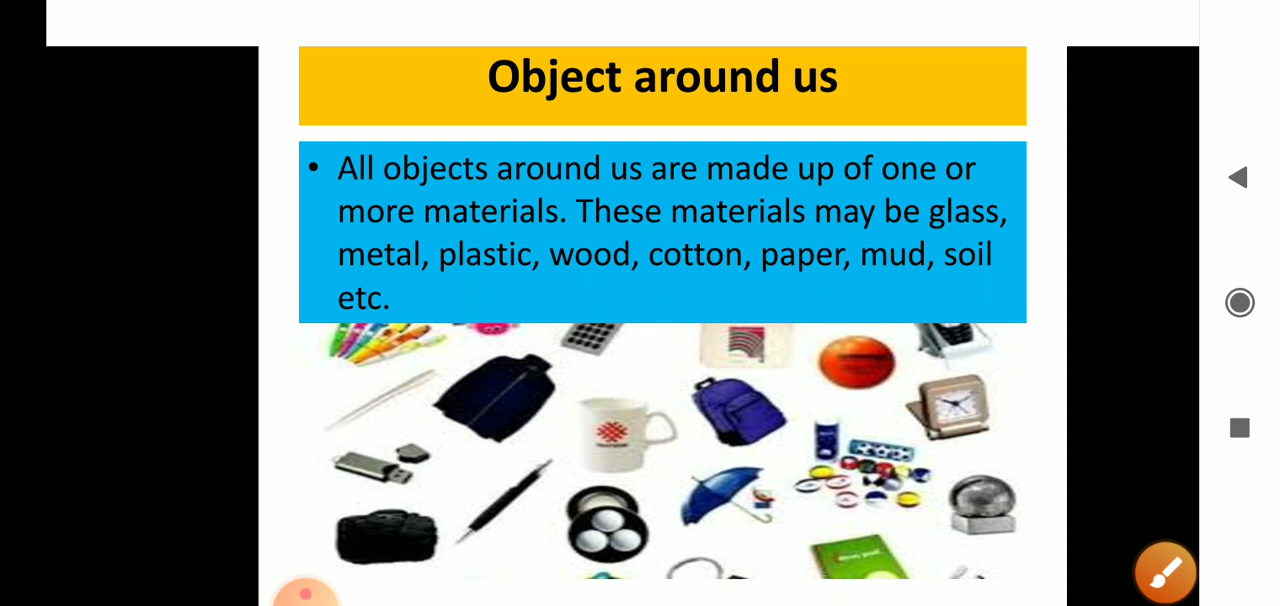 Object around us
• All objects around us are made up of one or
more materials. These materials may be glass,
metal, plastic, wood, cotton, paper, mud, soil
etc.